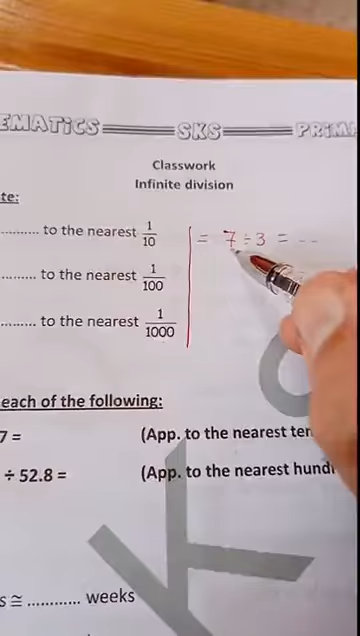 EMATICS SKS PRIM
Classwork
Infinite division
te:
......... to the nearest 1/10
= 7 ÷ 3 = --
......... to the nearest 1/100
......... to the nearest 1/1000
each of the following:
7 = (App. to the nearest ten
÷ 52.8 = (App. to the nearest hund
s ≅ ............ weeks